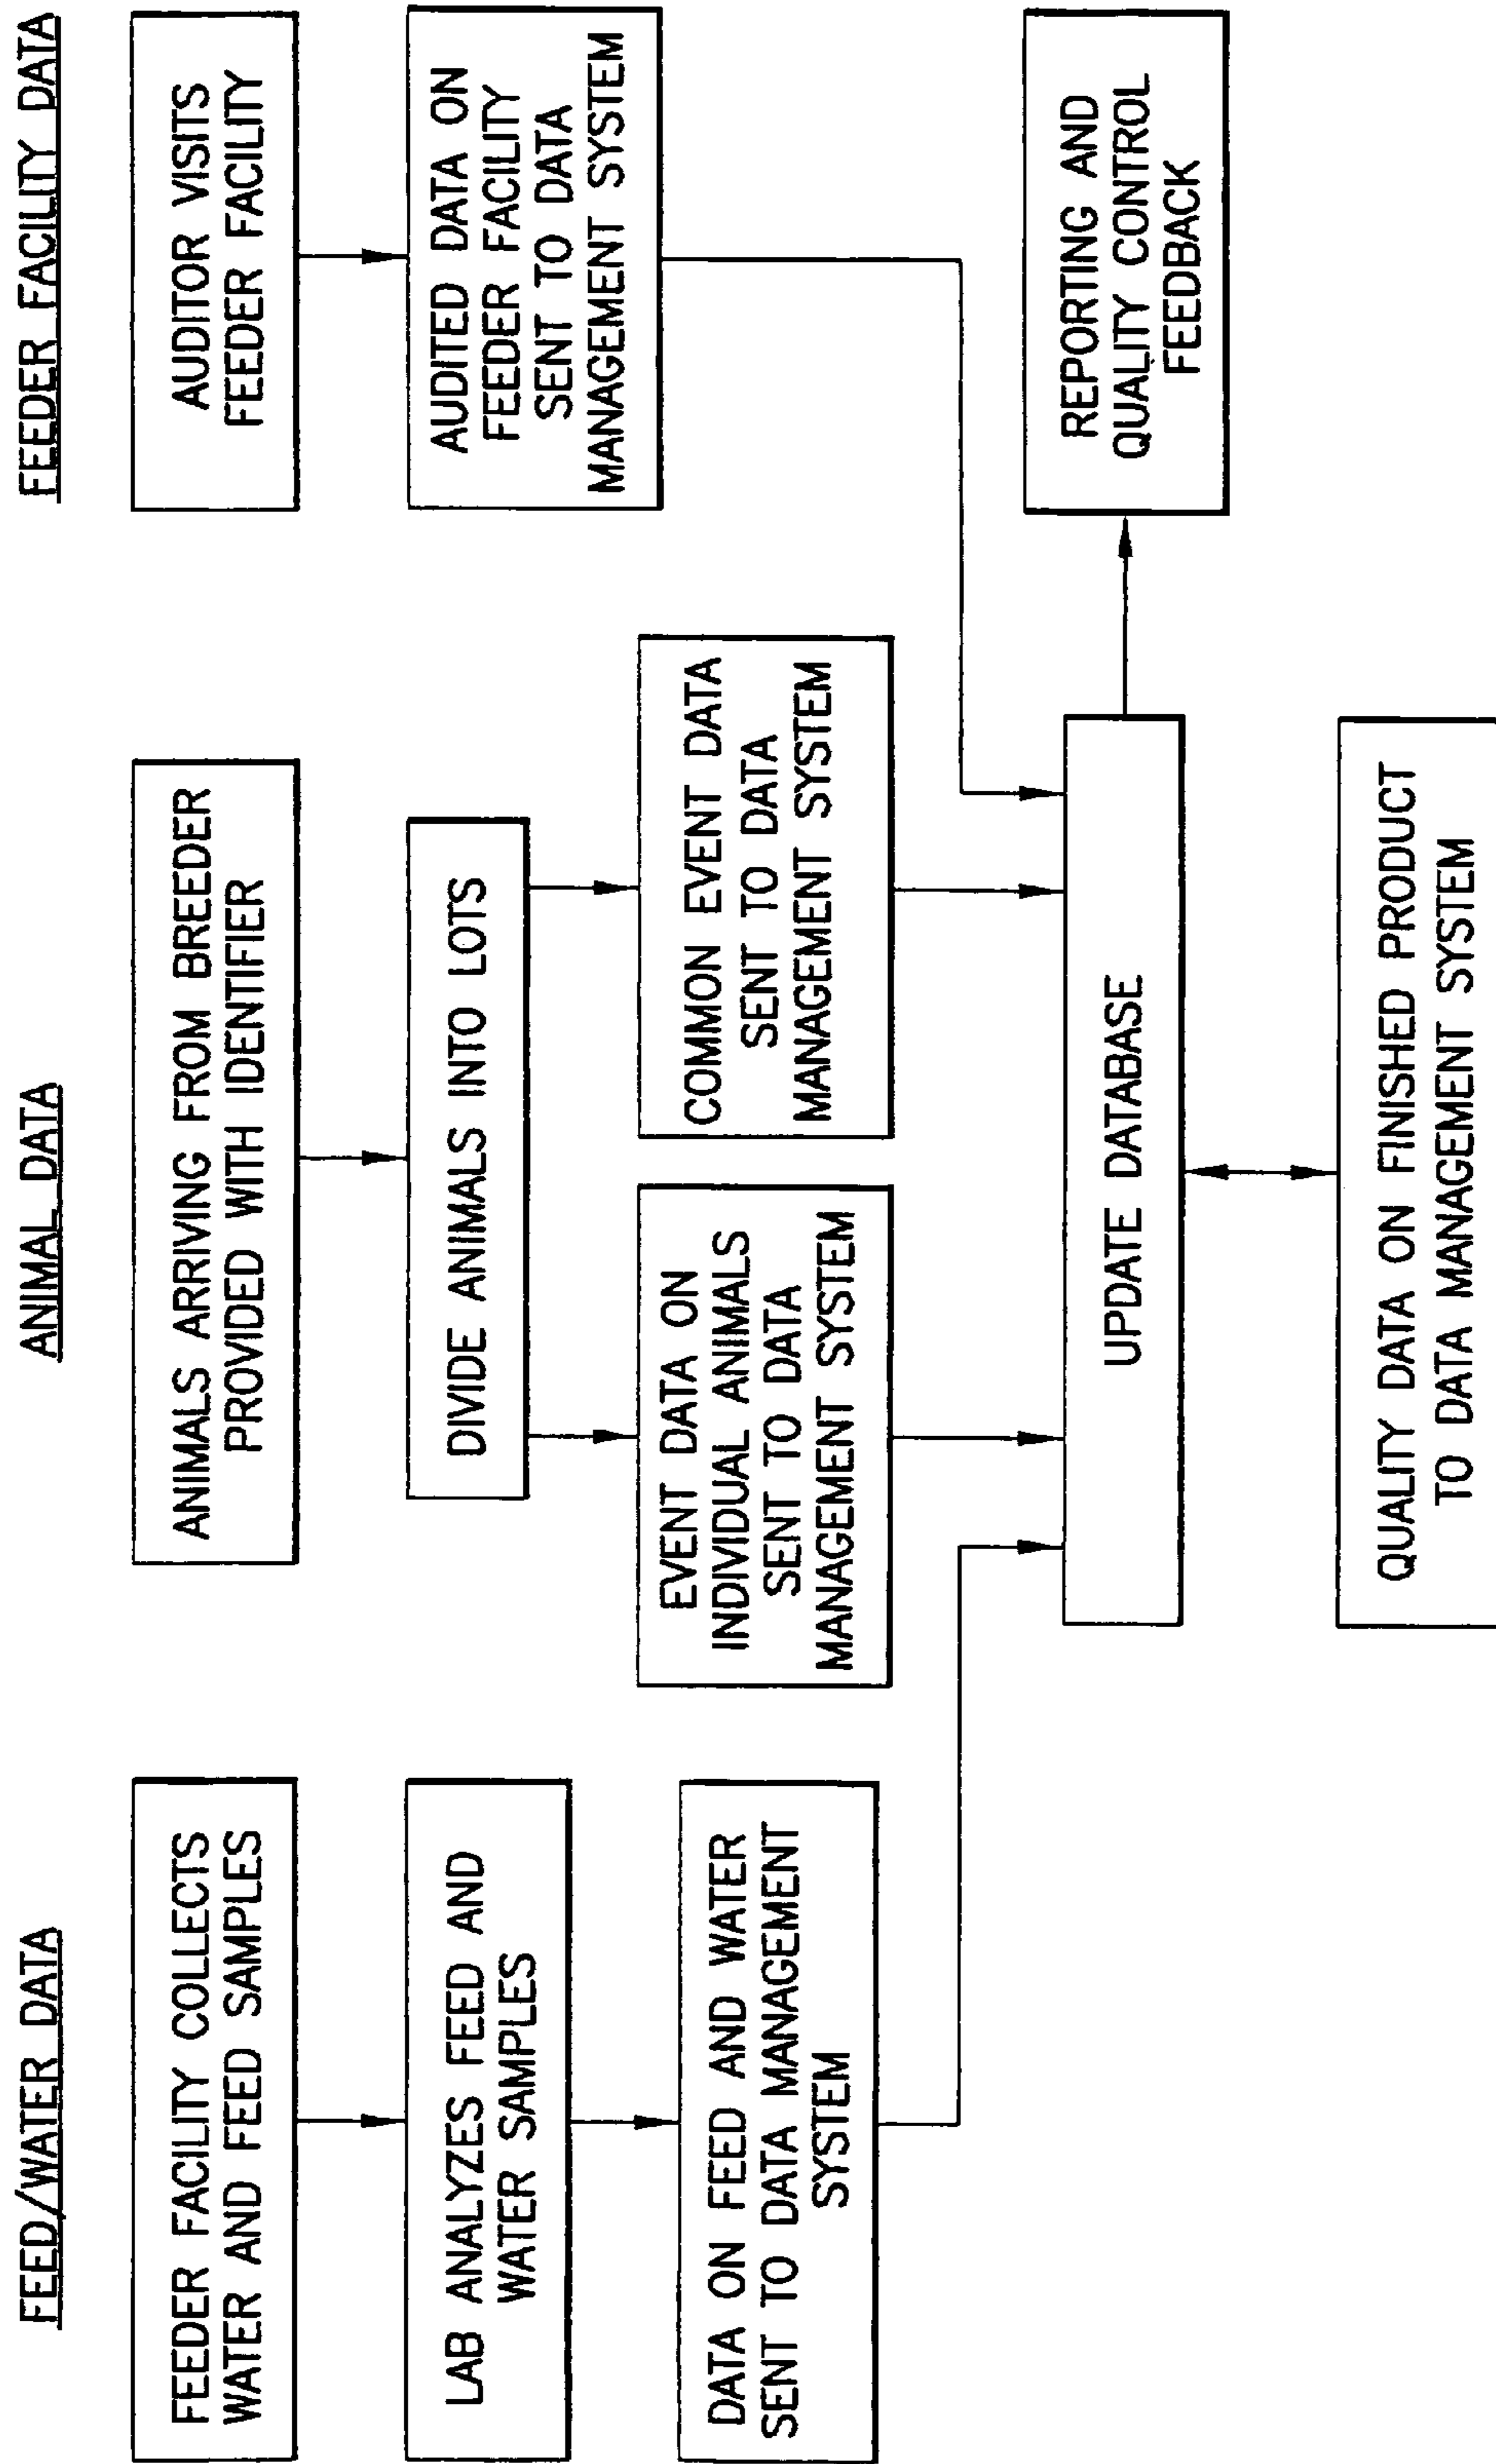 FEED/WATER DATA
FEEDER FACILITY COLLECTS
WATER AND FEED SAMPLES
LAB ANALYZES FEED AND
WATER SAMPLES
DATA ON FEED AND WATER
SENT TO DATA MANAGEMENT
SYSTEM
ANIMAL DATA
ANIMALS ARRIVING FROM BREEDER
PROVIDED WITH IDENTIFIER
DIVIDE ANIMALS INTO LOTS
EVENT DATA ON
INDIVIDUAL ANIMALS
SENT TO DATA
MANAGEMENT SYSTEM
COMMON EVENT DATA
SENT TO DATA
MANAGEMENT SYSTEM
FEEDER FACILITY DATA
AUDITOR VISITS
FEEDER FACILITY
AUDITED DATA ON
FEEDER FACILITY
SENT TO DATA
MANAGEMENT SYSTEM
UPDATE DATABASE
REPORTING AND
QUALITY CONTROL
FEEDBACK
QUALITY DATA ON FINISHED PRODUCT
TO DATA MANAGEMENT SYSTEM